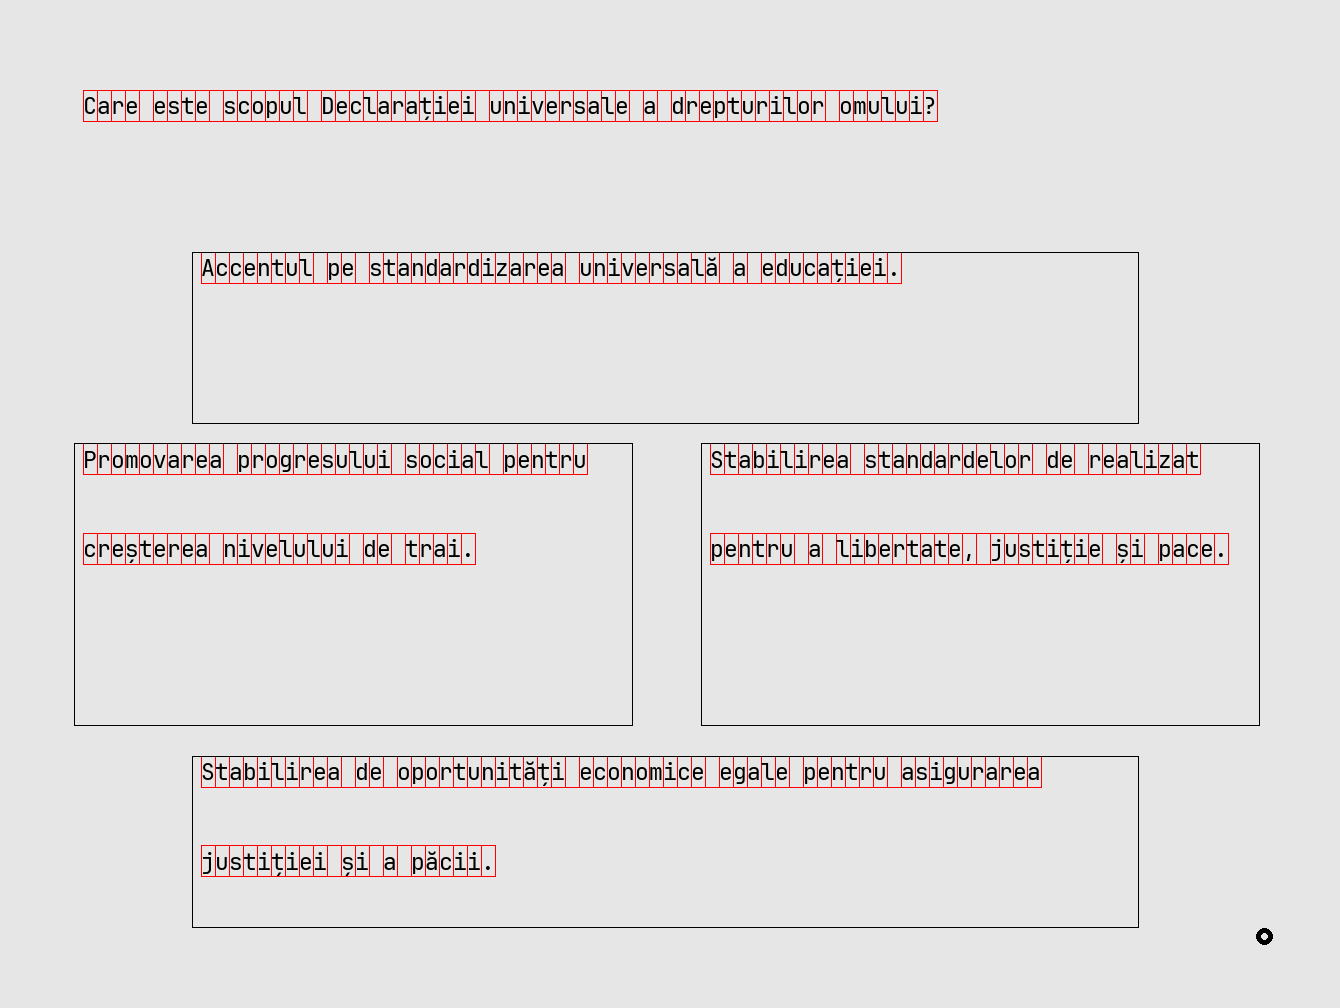 Care este scopul Declarației universale a drepturilor omului?
Accentul pe standardizarea universală a educației.
Promovarea progresului social pentru
creșterea nivelului de trai.
Stabilirea standardelor de realizat
pentru a libertate, justiție și pace.
Stabilirea de oportunități economice egale pentru asigurarea
justiției și a păcii.